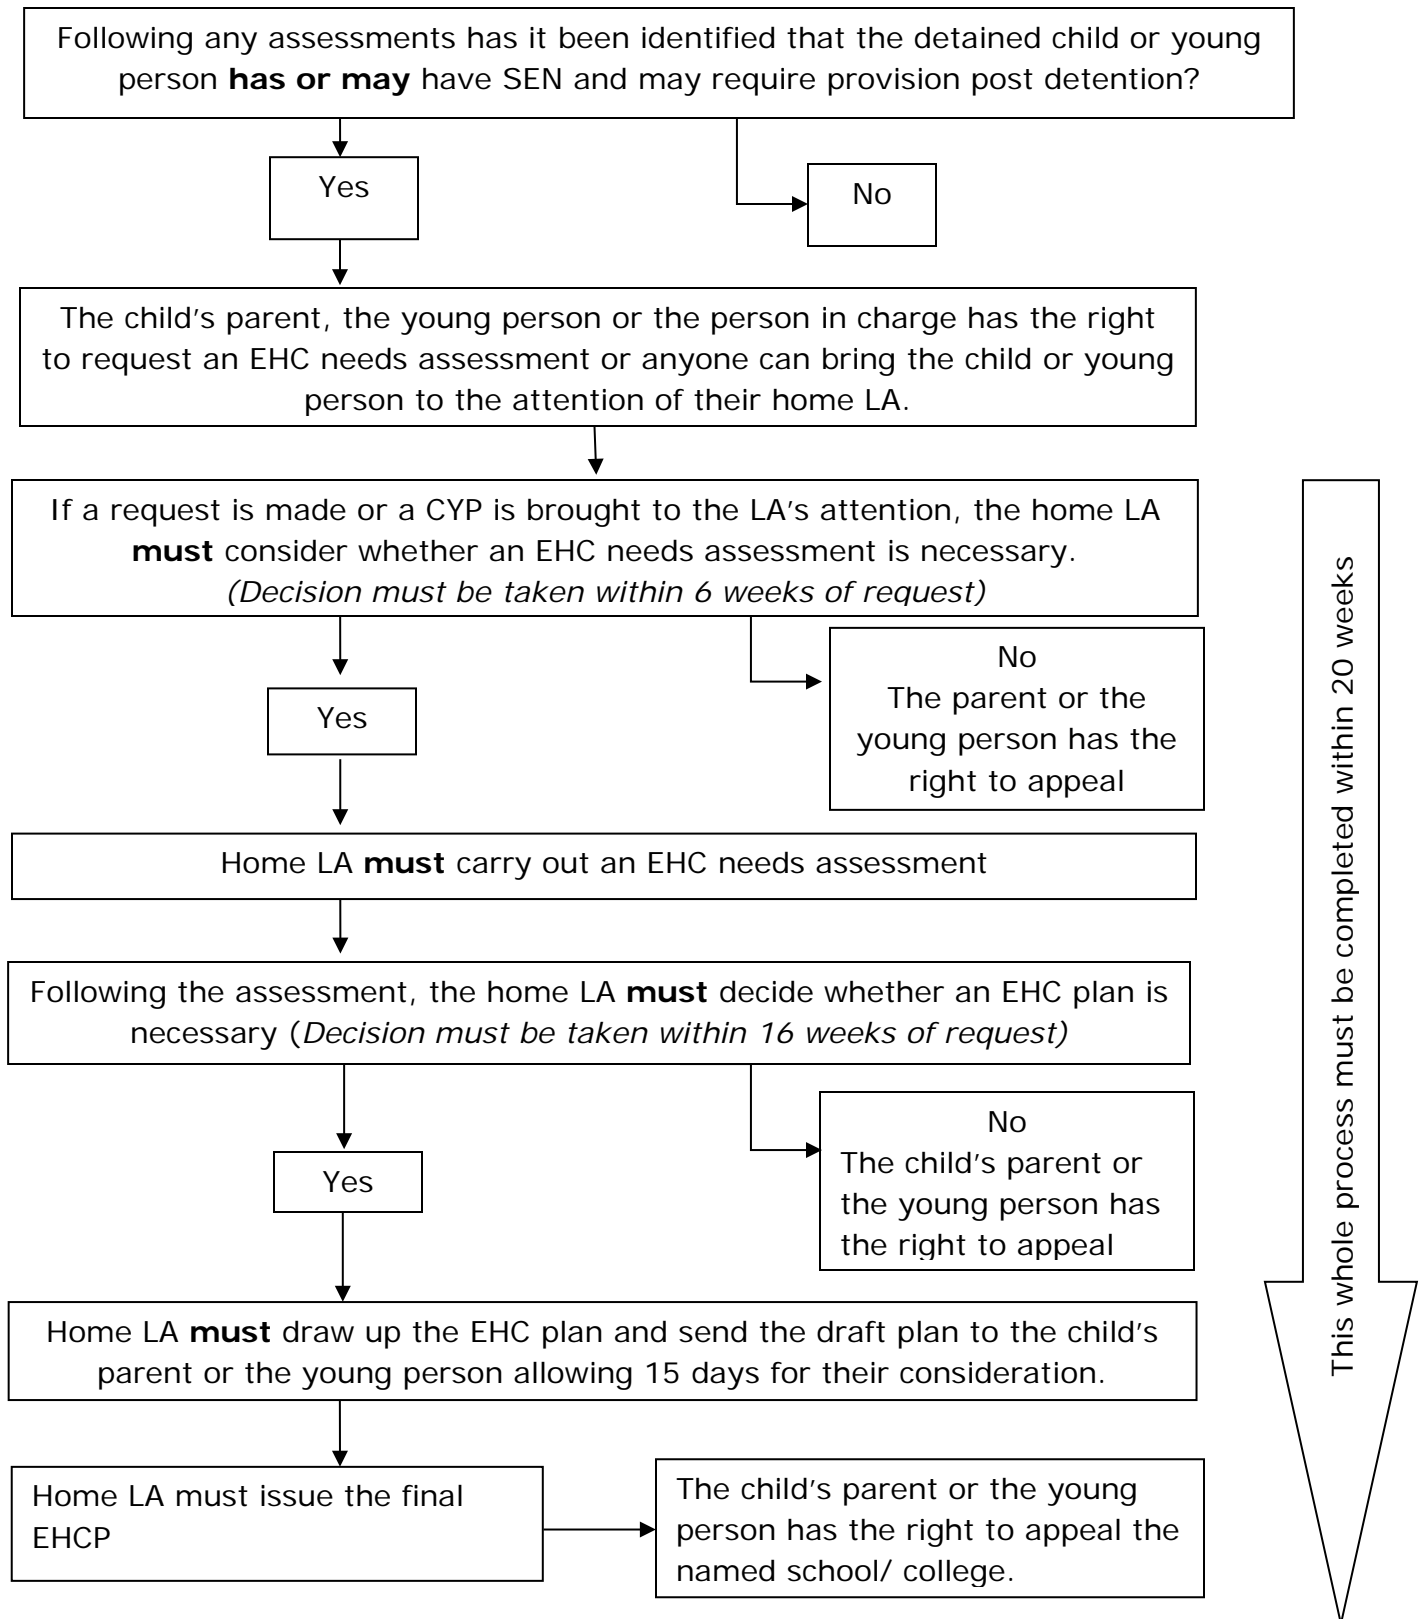 Following any assessments has it been identified that the detained child or young
person has or may have SEN and may require provision post detention?
Yes
No
The child's parent, the young person or the person in charge has the right
to request an EHC needs assessment or anyone can bring the child or young
person to the attention of their home LA.
If a request is made or a CYP is brought to the LA's attention, the home LA
must consider whether an EHC needs assessment is necessary.
(Decision must be taken within 6 weeks of request)
Yes
No
The parent or the
young person has the
right to appeal
Home LA must carry out an EHC needs assessment
Following the assessment, the home LA must decide whether an EHC plan is
necessary (Decision must be taken within 16 weeks of request)
Yes
No
The child's parent or
the young person has
the right to appeal
Home LA must draw up the EHC plan and send the draft plan to the child's
parent or the young person allowing 15 days for their consideration.
Home LA must issue the final
EHCP
The child's parent or the young
person has the right to appeal the
named school/ college.
This whole process must be completed within 20 weeks